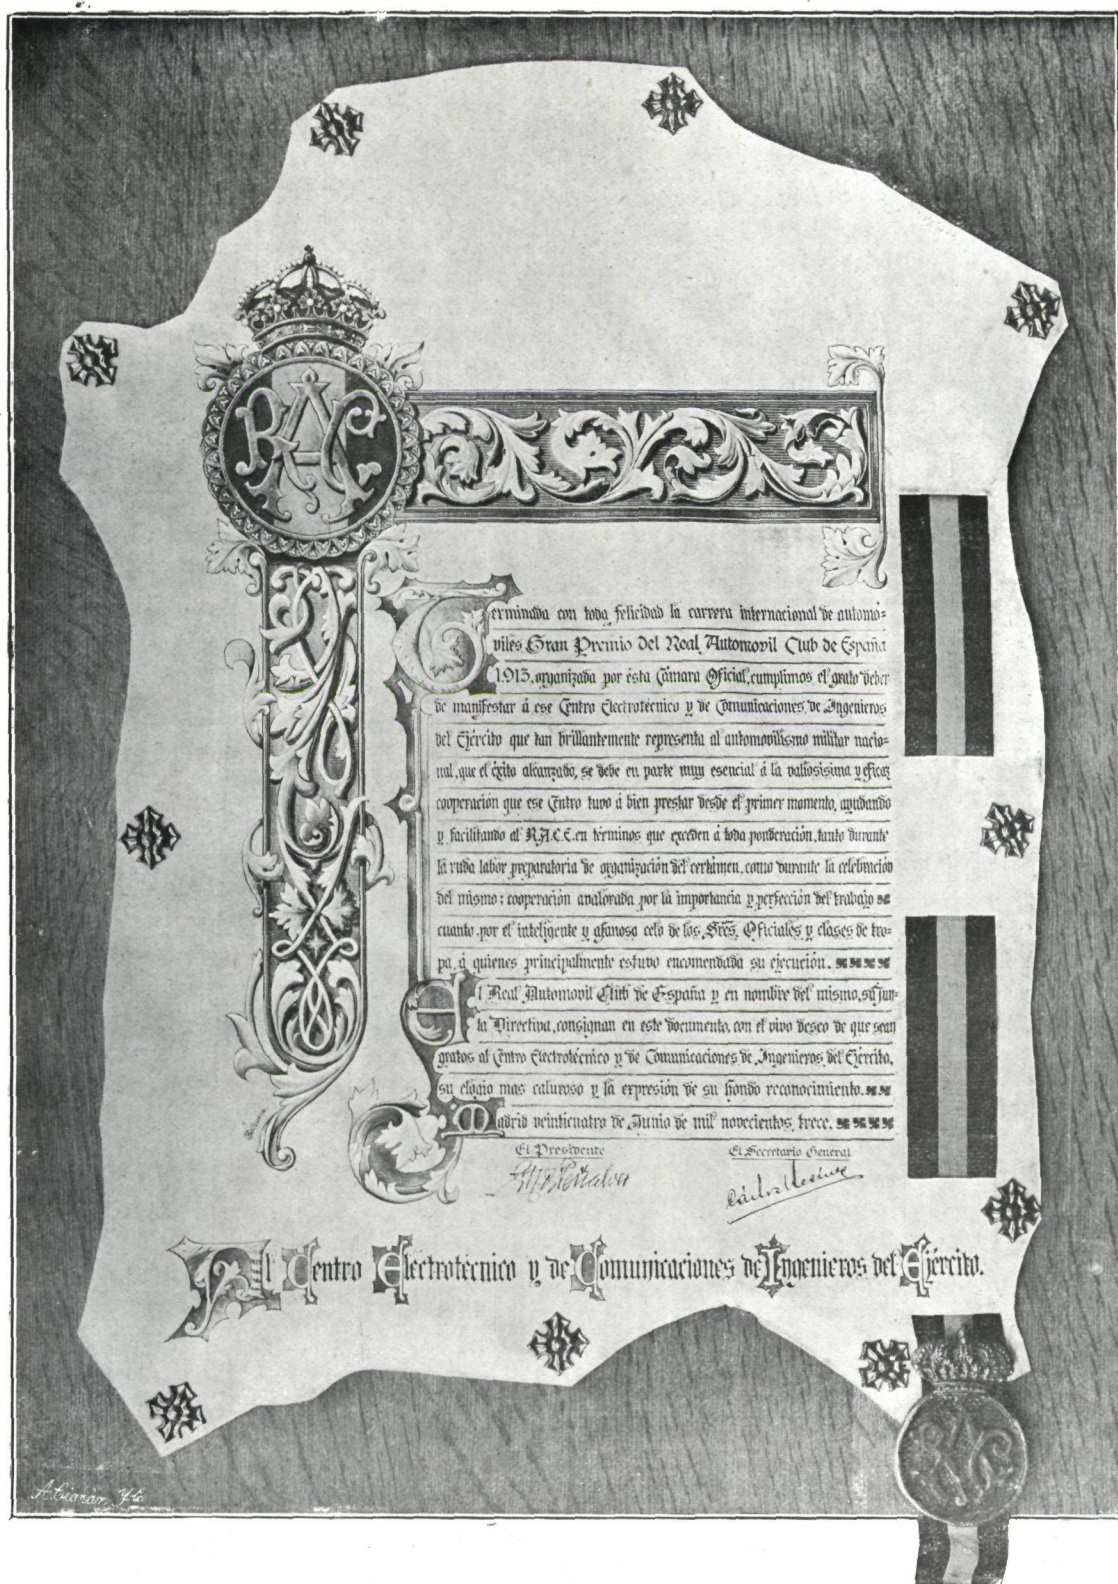 RAC
Terminada con toda felicidad la carrera internacional de automó=
viles Gran Premio del Real Automovil Club de España
1.913, organizada por ésta Cámara Oficial, cumplimos el grato deber
de manifestar á ese Centro Electrotécnico y de Comunicaciones de Ingenieros
del Ejército que tan brillantemente representa al automovilismo militar nacio=
nal, que el éxito alcanzado, se debe en parte muy esencial á la valiosisima y eficaz
cooperación que ese Centro tuvo á bien prestar desde el primer momento, ayudando
y facilitando al R.A.C.E. en términos que exceden á toda ponderación, tanto durante
la ruda labor preparatoria de organización del certámen, como durante la celebración
del mismo; cooperación avalorada por la importancia y perfección del trabajo
cuanto por el inteligente y afanoso celo de los Sres. Oficiales y clases de tro=
pa, á quienes principalmente estuvo encomendada su ejecución.
El Real Automovil Club de España y en nombre del mismo, su Jun=
ta Directiva, consignan en este documento, con el vivo deseo de que sean
gratos al Centro Electrotécnico y de Comunicaciones de Ingenieros del Ejército,
su elogio mas caluroso y la expresión de su hondo reconocimiento.
Madrid veinticuatro de Junio de mil novecientos trece.
El Presidente
El Secretario General
Carlos Resines
Al Centro Electrotécnico y de Comunicaciones de Ingenieros del Ejército.
RAC